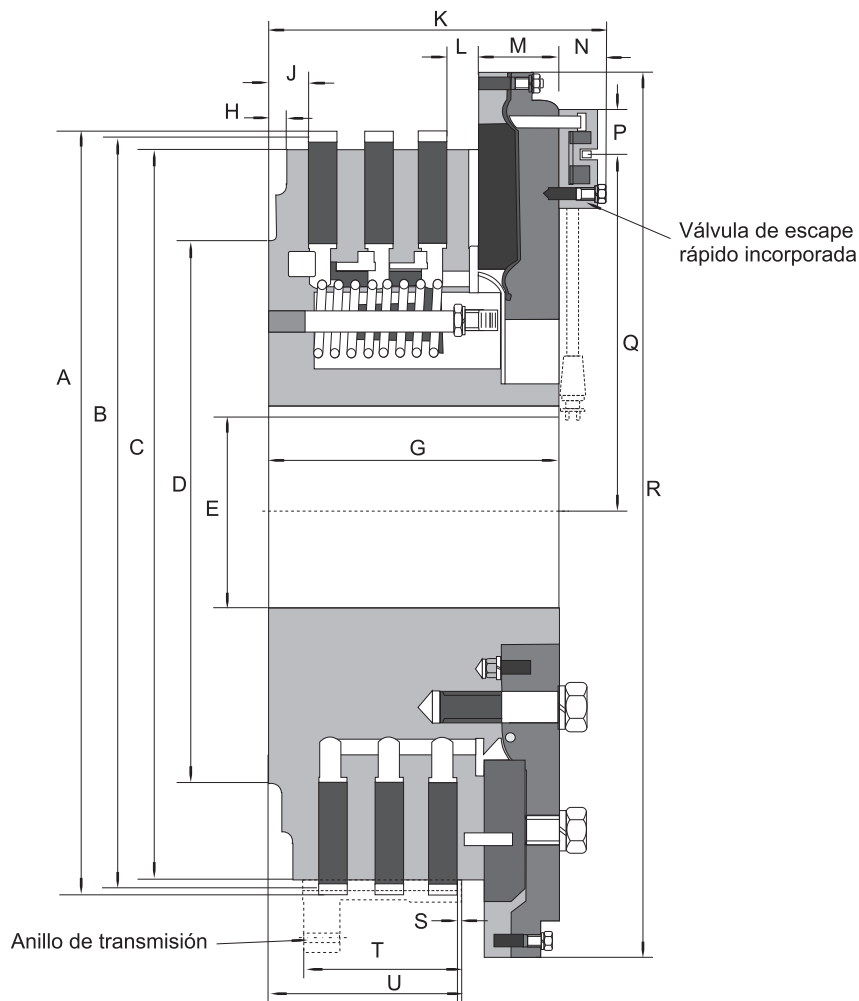 K
L
M
N
J
H
P
Válvula de escape
rápido incorporada
Q
A
B
C
G
D
E
R
S
Anillo de transmisión
T
U